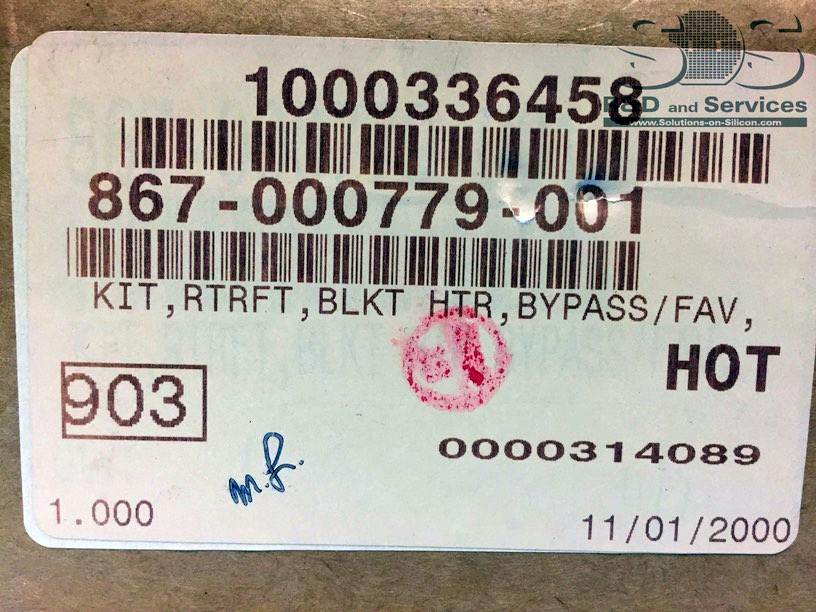 1000336458
R&D and Services
www.Solutions-on-Silicon.com
867-000779-001
KIT,RTRFT,BLKT HTR,BYPASS/FAV,
HOT
903
0000314089
m.R.
1.000
11/01/2000